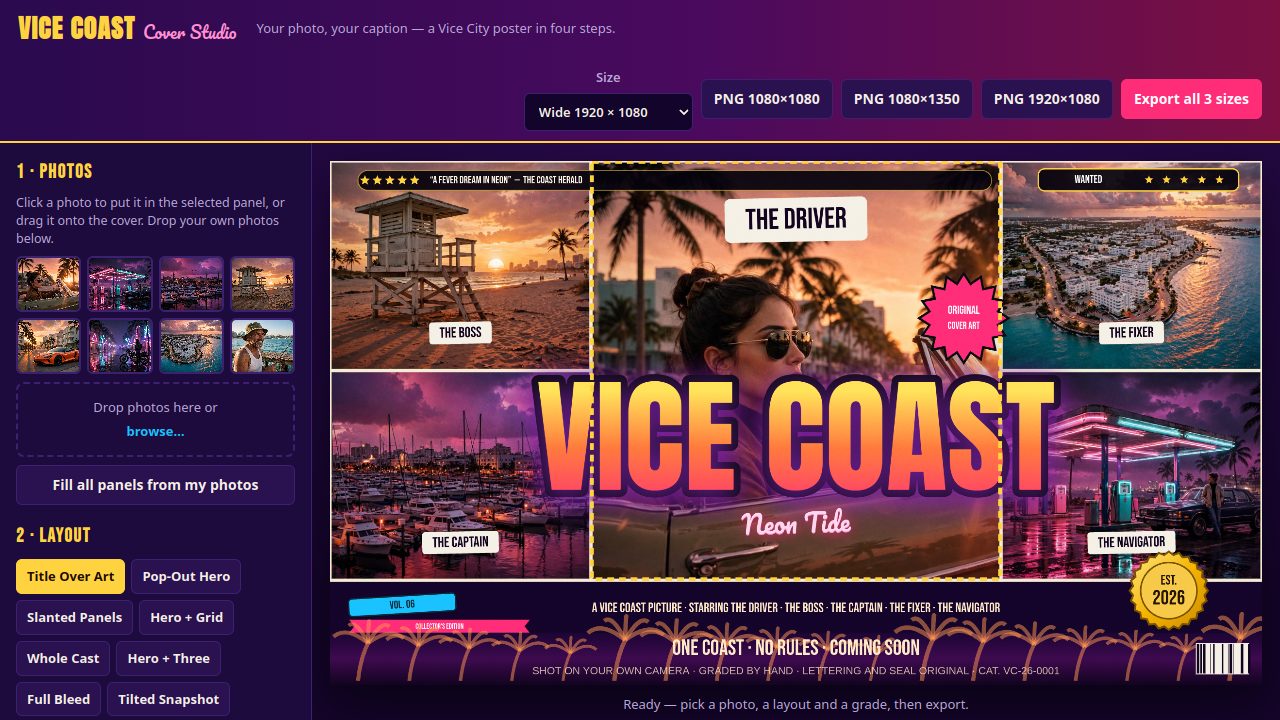 VICE COAST Cover Studio
Your photo, your caption — a Vice City poster in four steps.
Size
Wide 1920 × 1080
PNG 1080×1080
PNG 1080×1350
PNG 1920×1080
Export all 3 sizes
1 · PHOTOS
Click a photo to put it in the selected panel, or
drag it onto the cover. Drop your own photos
below.
Drop photos here or
browse...
Fill all panels from my photos
2 · LAYOUT
Title Over Art
Pop-Out Hero
Slanted Panels
Hero + Grid
Whole Cast
Hero + Three
Full Bleed
Tilted Snapshot
“A FEVER DREAM IN NEON” — THE COAST HERALD
WANTED
THE DRIVER
ORIGINAL
COVER ART
THE BOSS
THE FIXER
VICE COAST
Neon Tide
THE CAPTAIN
THE NAVIGATOR
EST.
2026
VOL. 06
COLLECTOR'S EDITION
A VICE COAST PICTURE · STARRING THE DRIVER · THE BOSS · THE CAPTAIN · THE FIXER · THE NAVIGATOR
ONE COAST · NO RULES · COMING SOON
SHOT ON YOUR OWN CAMERA · GRADED BY HAND · LETTERING AND SEAL ORIGINAL · CAT. VC-26-0001
Ready — pick a photo, a layout and a grade, then export.